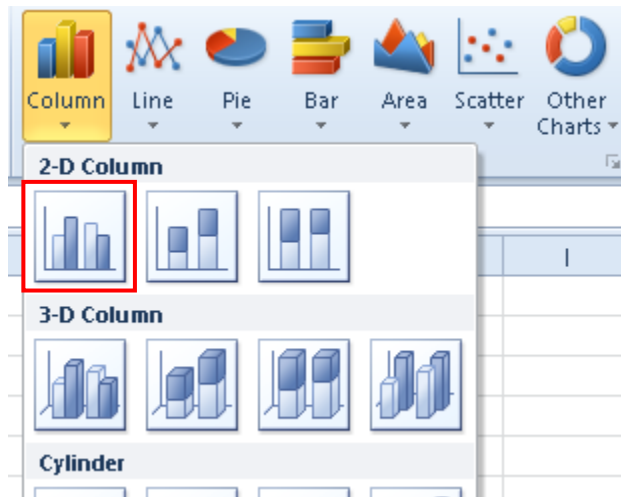 Column Line Pie Bar Area Scatter Other
Charts
2-D Column
I
3-D Column
Cylinder